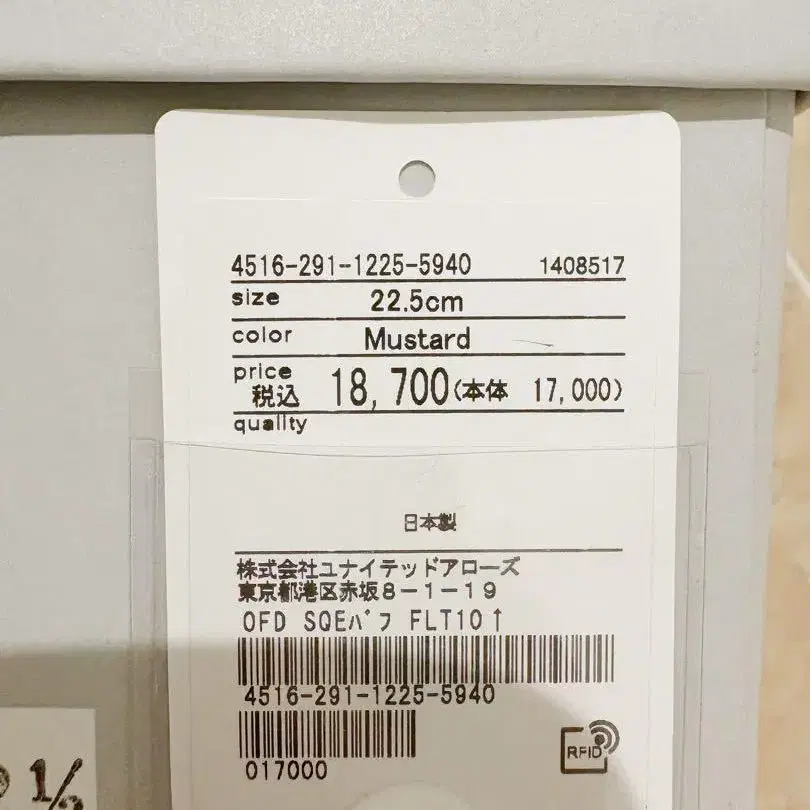 4516-291-1225-5940 1408517
size 22.5cm
color Mustard
price
税込 18,700(本体 17,000)
quality
日本製
株式会社ユナイテッドアローズ
東京都港区赤坂8-1-19
OFD SQEパフ FLT10↑
4516-291-1225-5940
017000
RFID
1/2